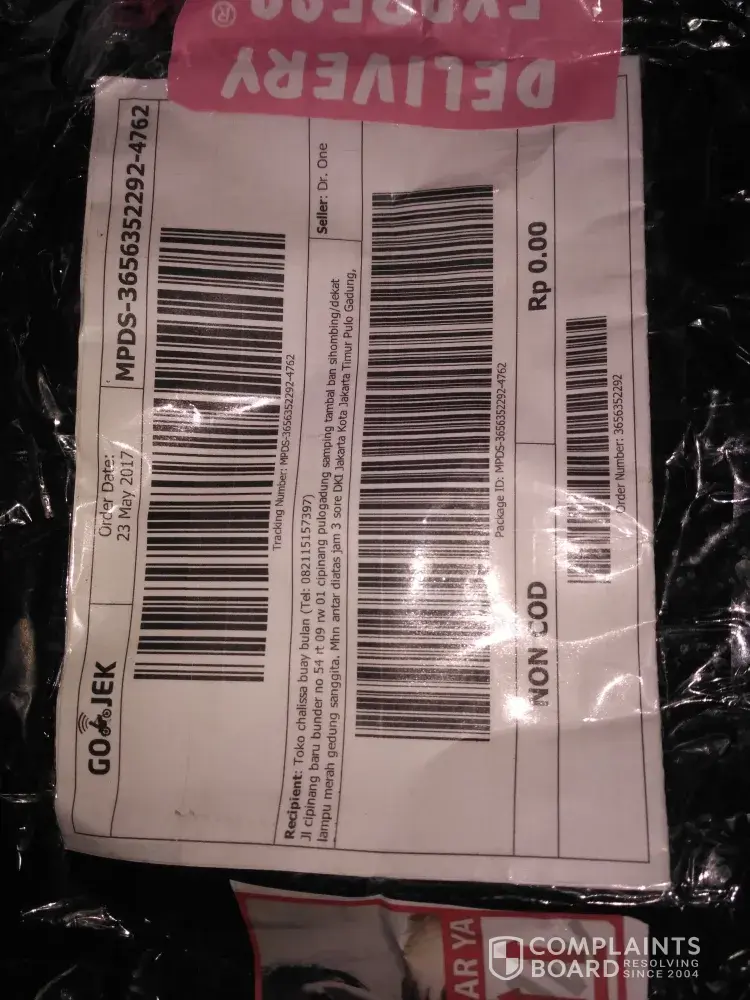 DELIVERY
EXPRESS ®
GO-JEK
Order Date:
23 May 2017
MPDS-3656352292-4762
Tracking Number: MPDS-3656352292-4762
Recipient: Toko chalissa buay bulan (Tel: 082115157397)
Jl cipinang baru bunder no 54 rt 09 rw 01 cipinang pulogadung samping tambal ban sihombing/dekat
lampu merah gedung sanggita. Mhn antar diatas jam 3 sore DKI Jakarta Kota Jakarta Timur Pulo Gadung,
Seller: Dr. One
Package ID: MPDS-3656352292-4762
NON COD
Rp 0.00
Order Number: 3656352292
AR YA
COMPLAINTS
BOARD
RESOLVING
SINCE 2004